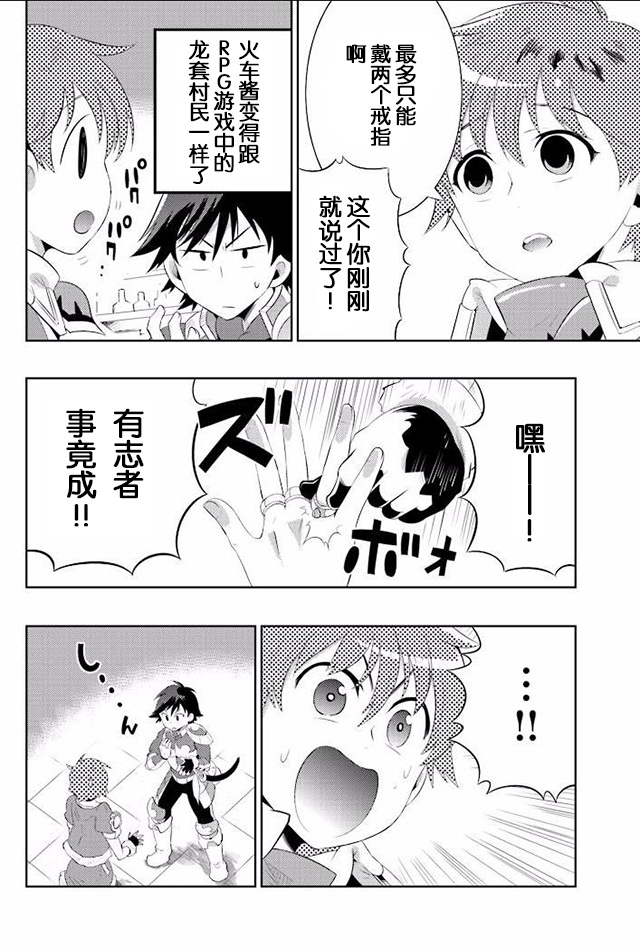 最多只能
戴两个戒指
啊
这个你刚刚
就说过了！
火车酱变得跟
RPG游戏中的
龙套村民一样了
パク
パク
嘿——！
ズボォ
有志者
事竟成!!
…!!
し〜ん…